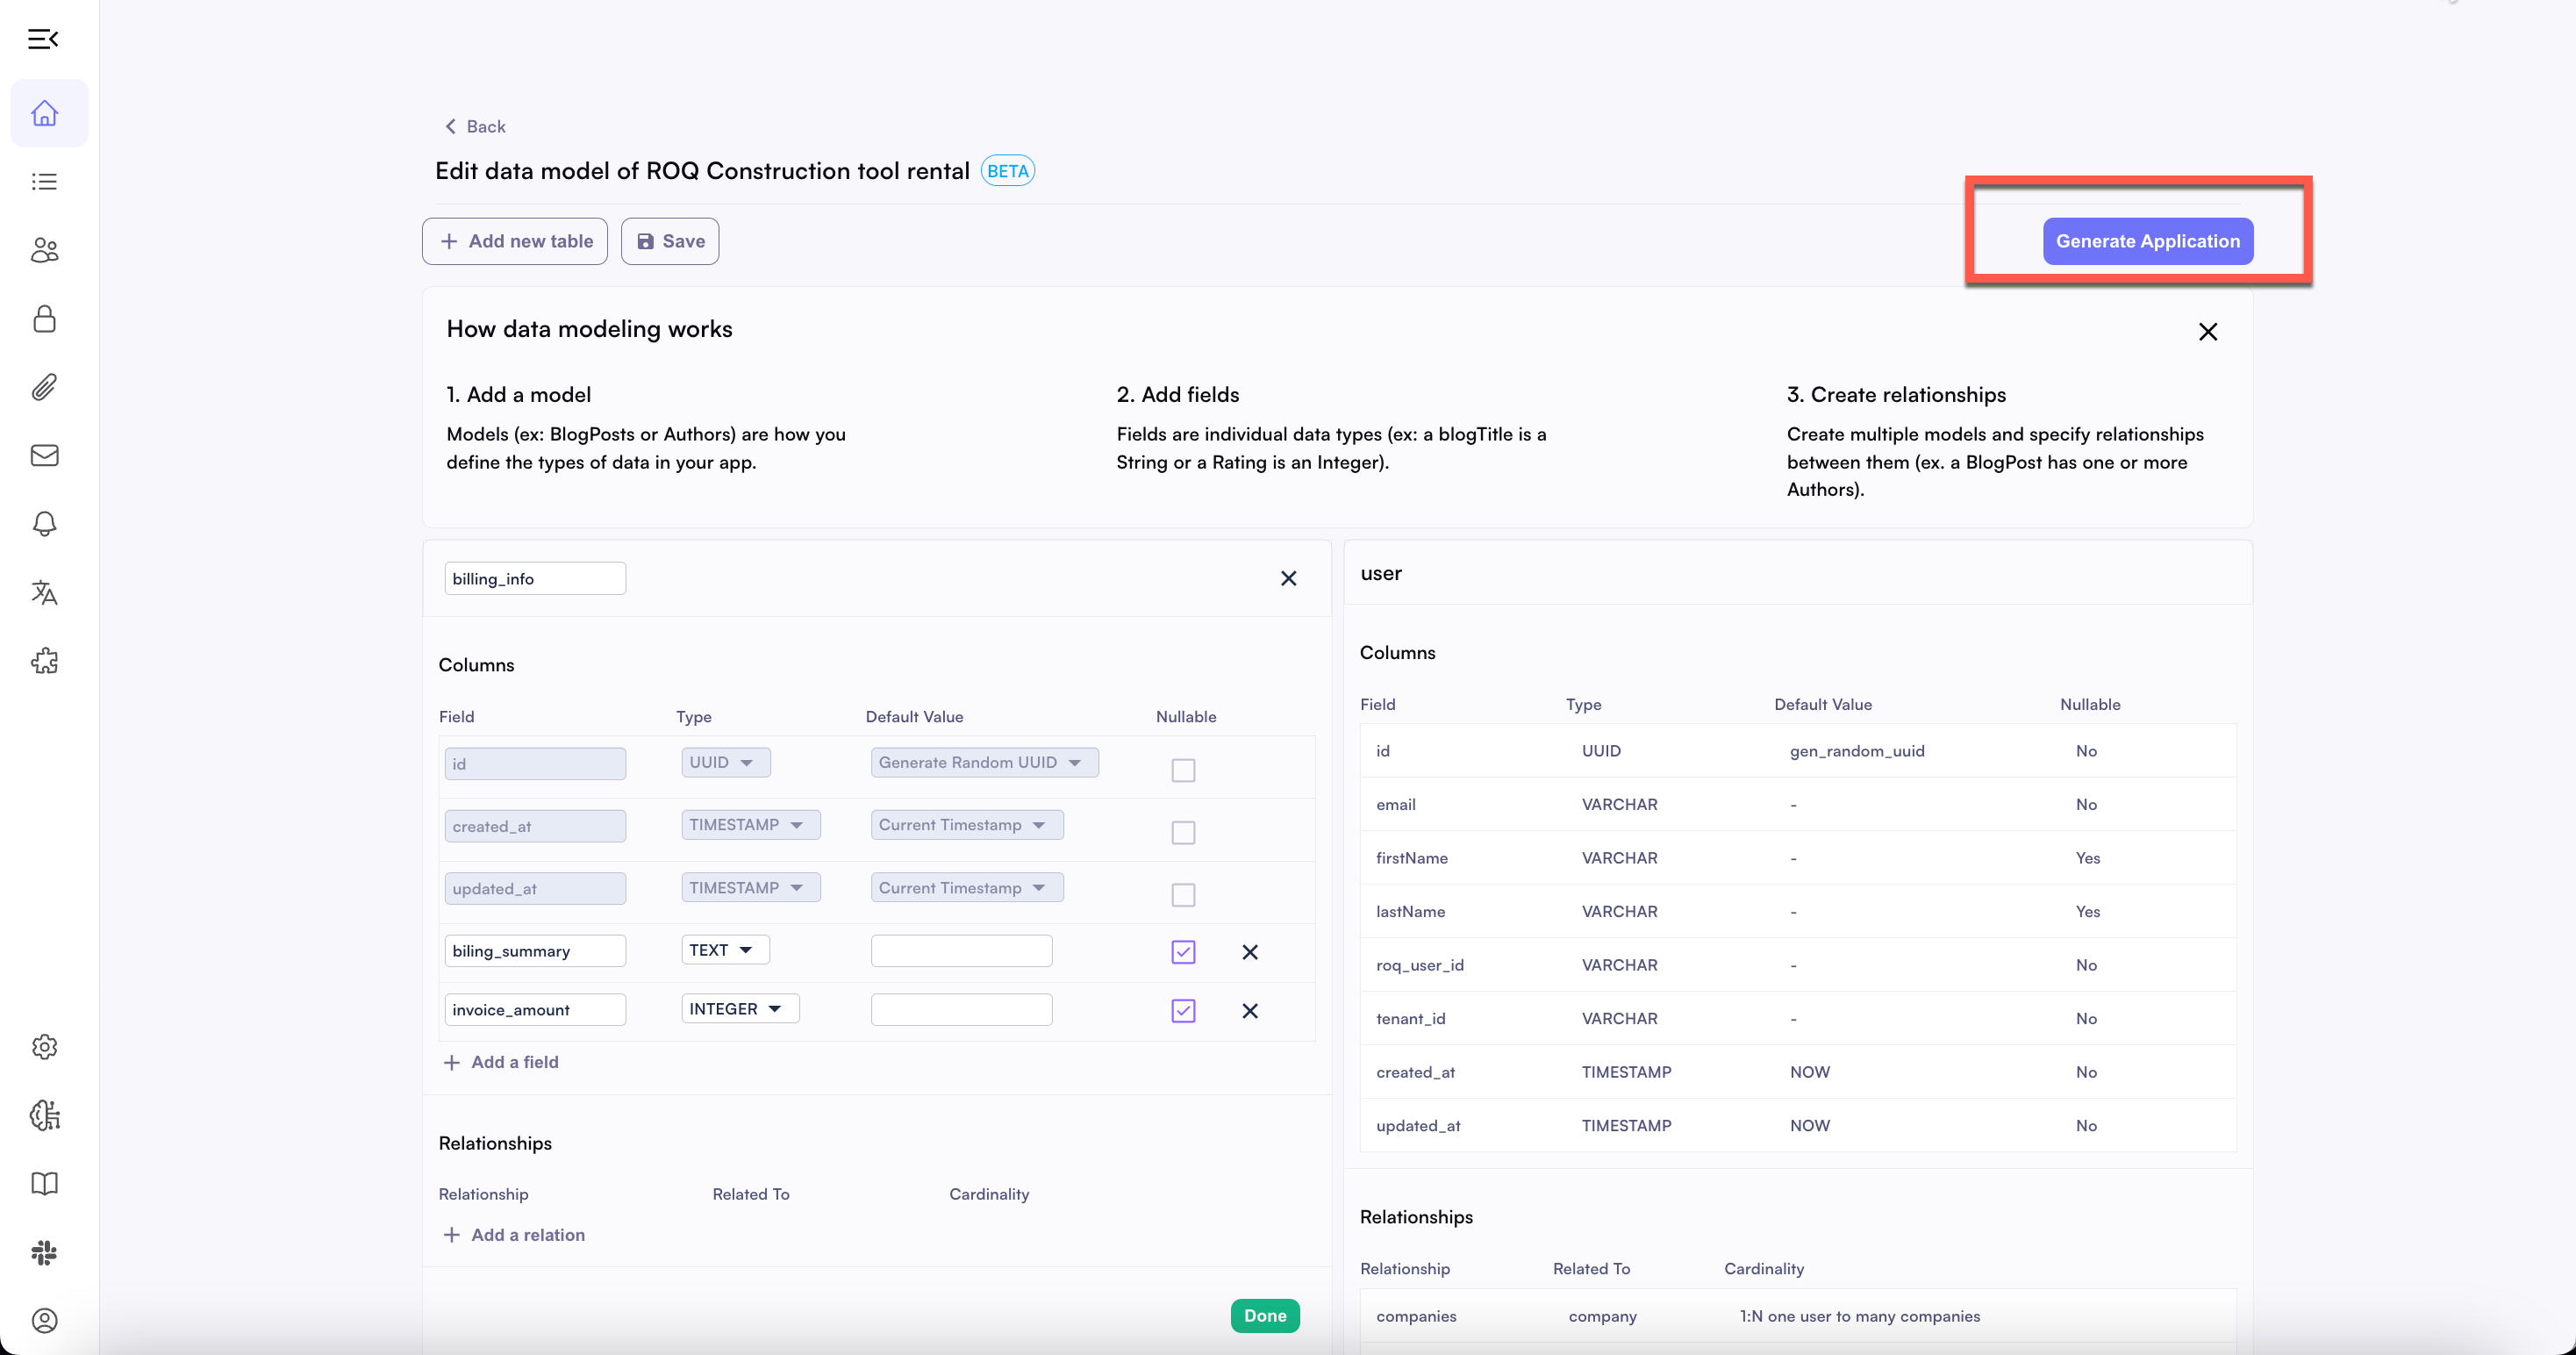 Back
Edit data model of ROQ Construction tool rental BETA
Add new table Save Generate Application
How data modeling works
1. Add a model
Models (ex: BlogPosts or Authors) are how you
define the types of data in your app.
2. Add fields
Fields are individual data types (ex: a blogTitle is a
String or a Rating is an Integer).
3. Create relationships
Create multiple models and specify relationships
between them (ex. a BlogPost has one or more
Authors).
billing_info
Columns
Field Type Default Value Nullable
id UUID Generate Random UUID
created_at TIMESTAMP Current Timestamp
updated_at TIMESTAMP Current Timestamp
biling_summary TEXT
invoice_amount INTEGER
Add a field
Relationships
Relationship Related To Cardinality
Add a relation
Done
user
Columns
Field Type Default Value Nullable
id UUID gen_random_uuid No
email VARCHAR - No
firstName VARCHAR - Yes
lastName VARCHAR - Yes
roq_user_id VARCHAR - No
tenant_id VARCHAR - No
created_at TIMESTAMP NOW No
updated_at TIMESTAMP NOW No
Relationships
Relationship Related To Cardinality
companies company 1:N one user to many companies